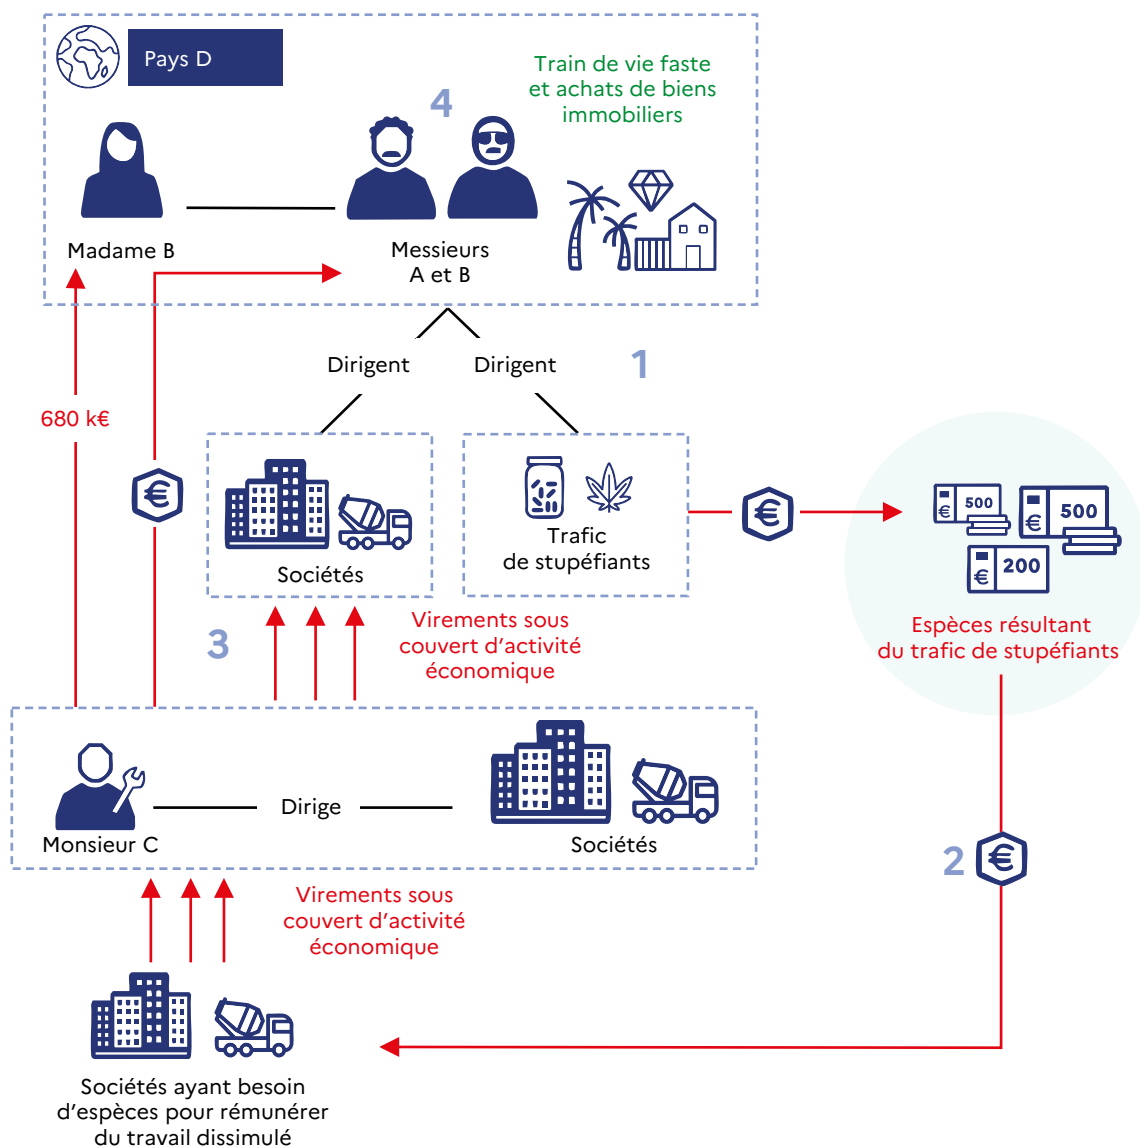 Pays D
Train de vie faste
et achats de biens
immobiliers
4
Madame B
Messieurs
A et B
Dirigent
Dirigent
1
680 k€
€
Sociétés
Trafic
de stupéfiants
€
€
500
€
500
€
200
Espèces résultant
du trafic de stupéfiants
3
Virements sous
couvert d’activité
économique
Monsieur C
Dirige
Sociétés
2
€
Virements sous
couvert d’activité
économique
Sociétés ayant besoin
d’espèces pour rémunérer
du travail dissimulé